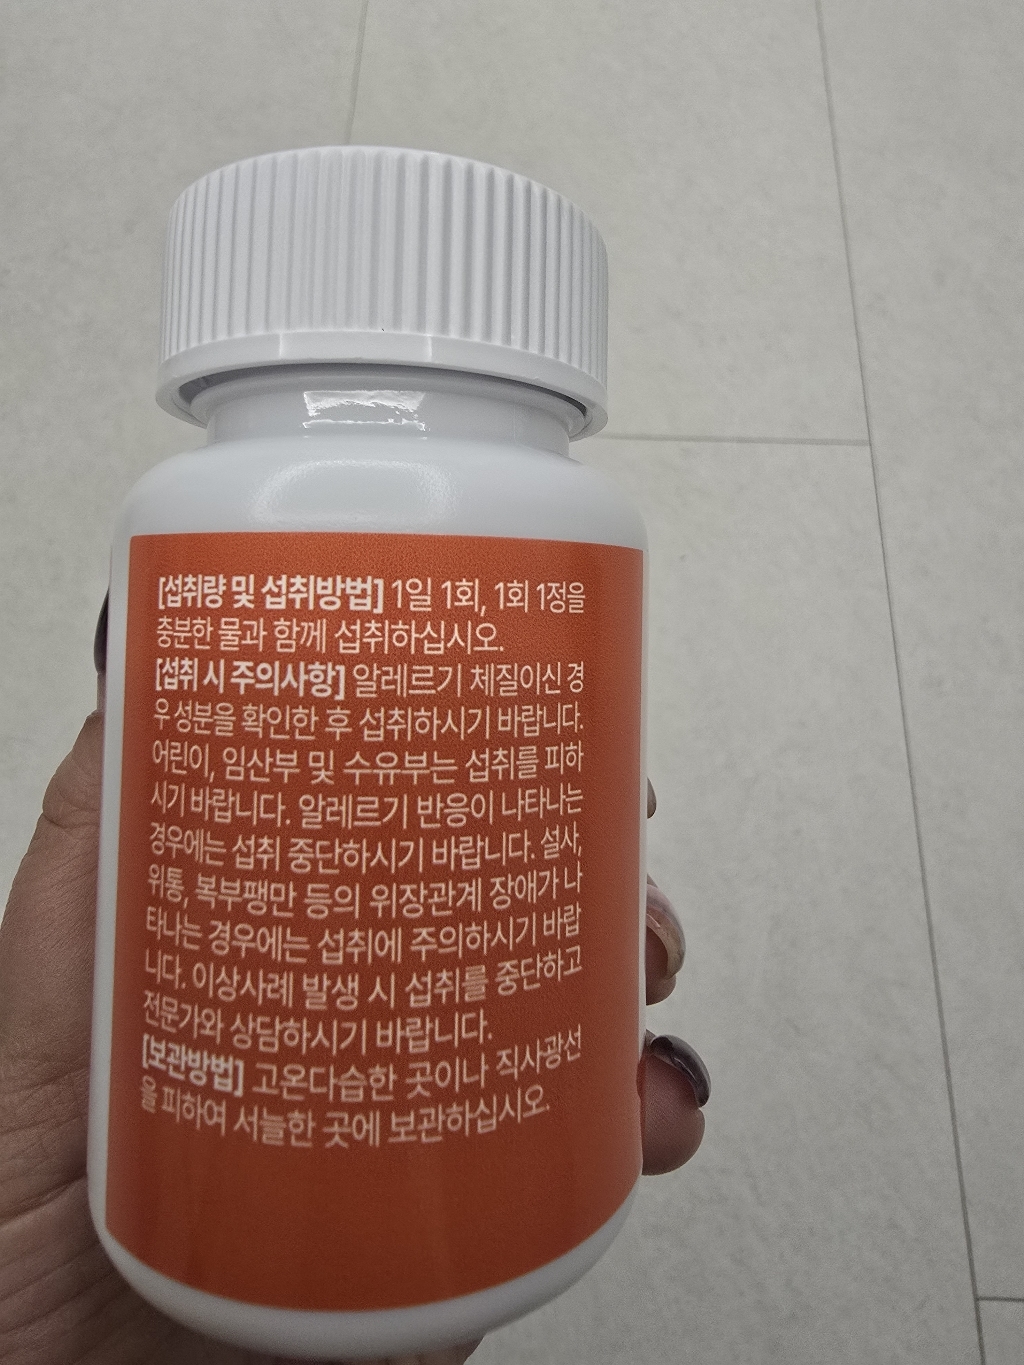 [섭취량 및 섭취방법] 1일 1회, 1회 1정을
충분한 물과 함께 섭취하십시오.
[섭취 시 주의사항] 알레르기 체질이신 경
우 성분을 확인한 후 섭취하시기 바랍니다.
어린이, 임산부 및 수유부는 섭취를 피하
시기 바랍니다. 알레르기 반응이 나타나는
경우에는 섭취 중단하시기 바랍니다. 설사,
위통, 복부팽만 등의 위장관계 장애가 나
타나는 경우에는 섭취에 주의하시기 바랍
니다. 이상사례 발생 시 섭취를 중단하고
전문가와 상담하시기 바랍니다.
[보관방법] 고온다습한 곳이나 직사광선
을 피하여 서늘한 곳에 보관하십시오.